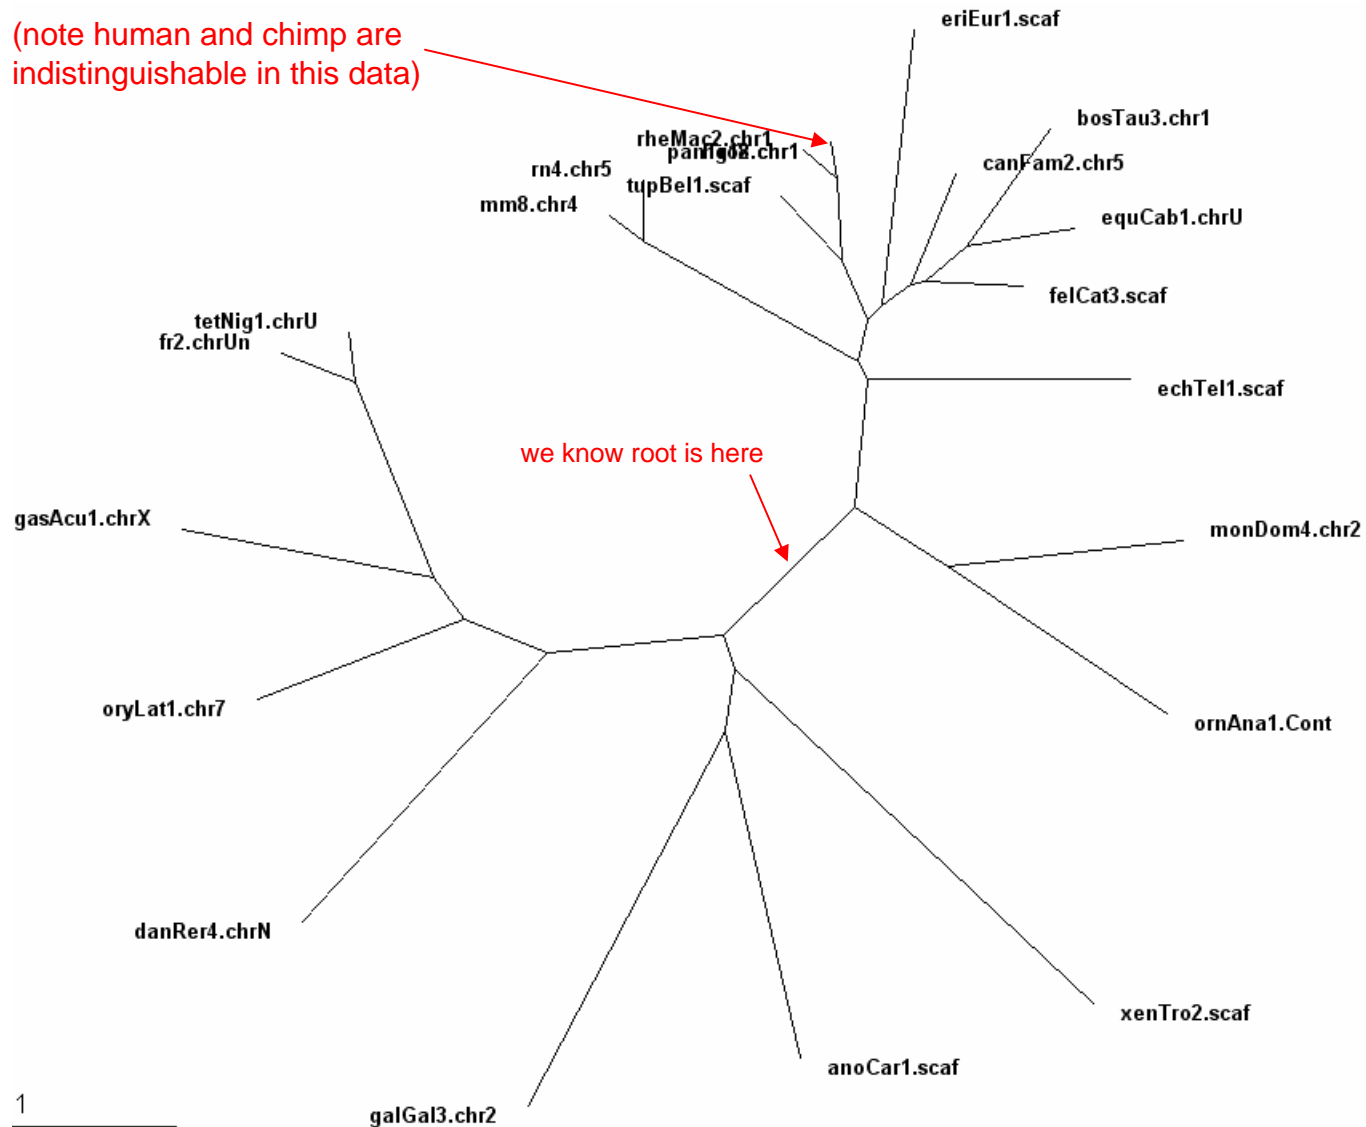 (note human and chimp are
indistinguishable in this data)
eriEur1.scaf
bosTau3.chr1
rheMac2.chr1
canFam2.chr5
rn4.chr5
tupBel1.scaf
mm8.chr4
equCab1.chrU
felCat3.scaf
tetNig1.chrU
fr2.chrUn
echTel1.scaf
we know root is here
gasAcu1.chrX
monDom4.chr2
oryLat1.chr7
ornAna1.Cont
danRer4.chrN
xenTro2.scaf
anoCar1.scaf
1
galGal3.chr2